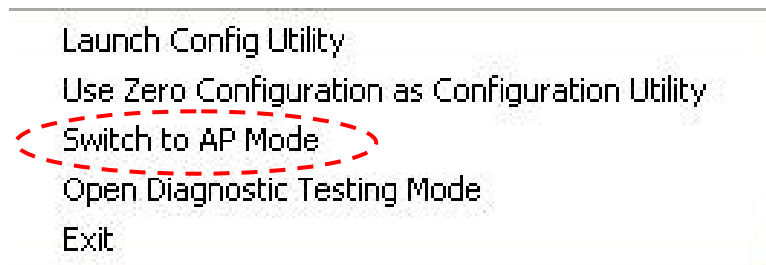 Launch Config Utility
Use Zero Configuration as Configuration Utility
Switch to AP Mode
Open Diagnostic Testing Mode
Exit